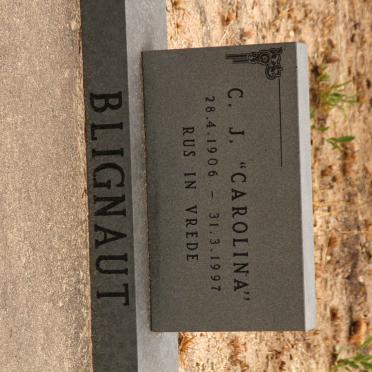 C. J. "CAROLINA"
28.4.1906 – 31.3.1997
RUS IN VREDE
BLIGNAUT